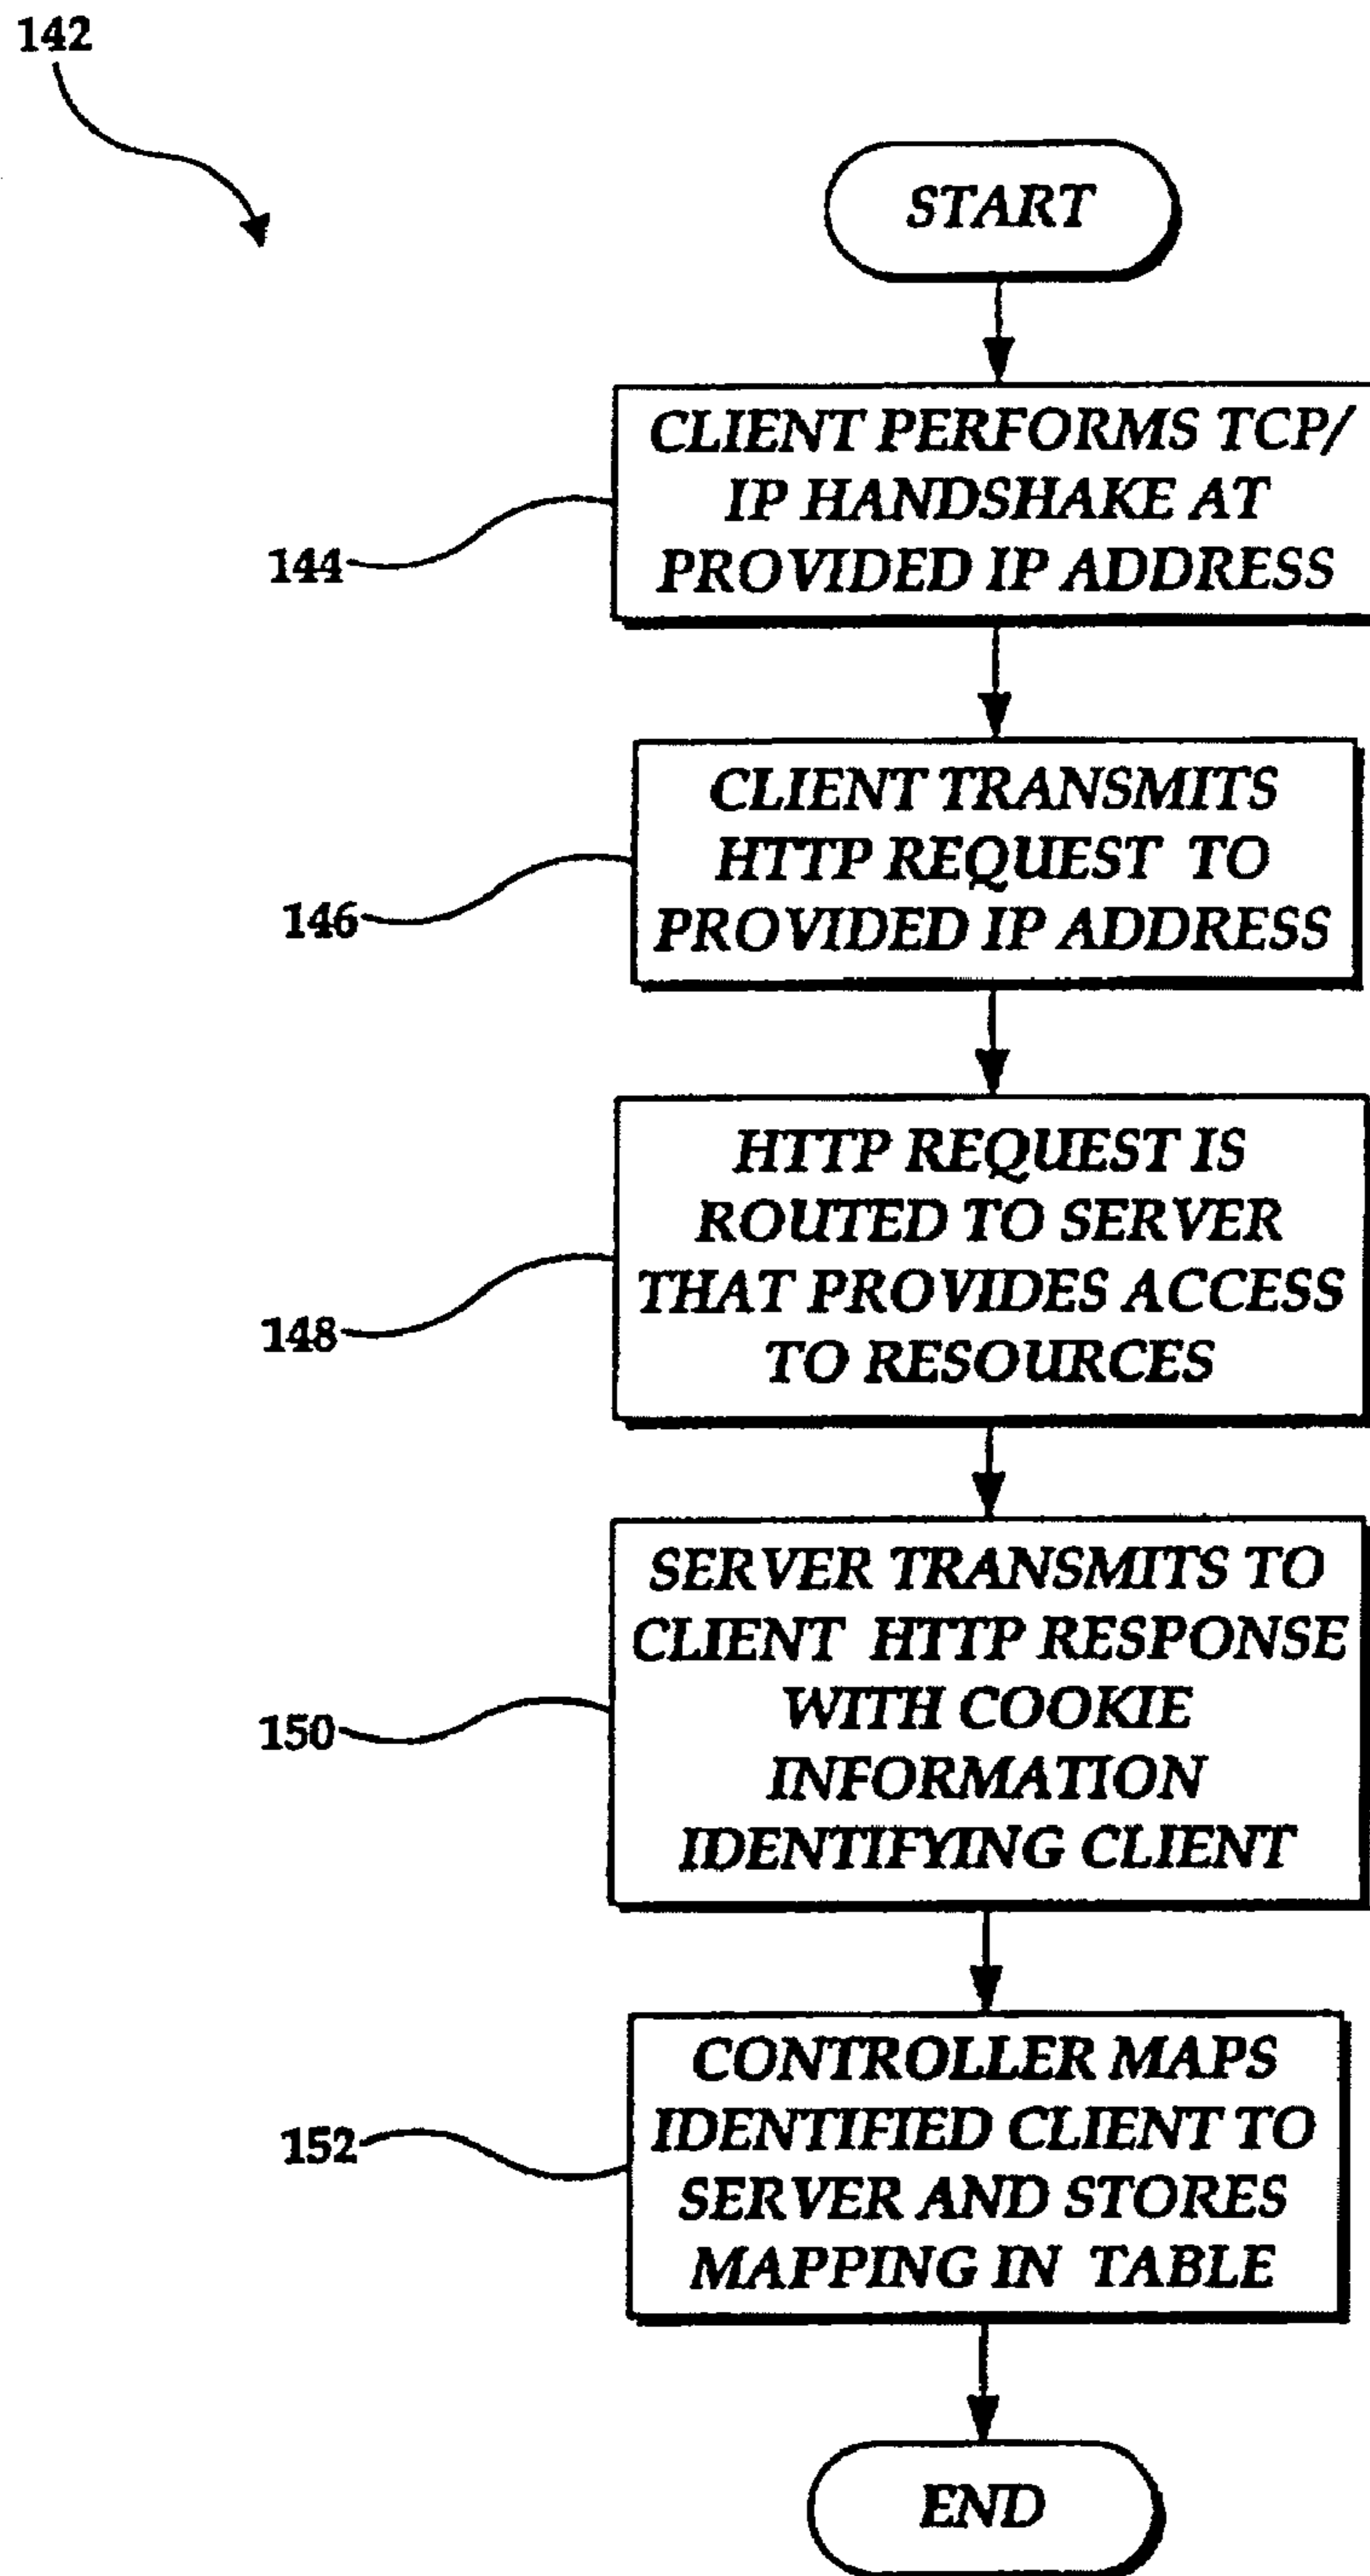 142
START
CLIENT PERFORMS TCP/
IP HANDSHAKE AT
PROVIDED IP ADDRESS
144
CLIENT TRANSMITS
HTTP REQUEST TO
PROVIDED IP ADDRESS
146
HTTP REQUEST IS
ROUTED TO SERVER
THAT PROVIDES ACCESS
TO RESOURCES
148
SERVER TRANSMITS TO
CLIENT HTTP RESPONSE
WITH COOKIE
INFORMATION
IDENTIFYING CLIENT
150
CONTROLLER MAPS
IDENTIFIED CLIENT TO
SERVER AND STORES
MAPPING IN TABLE
152
END